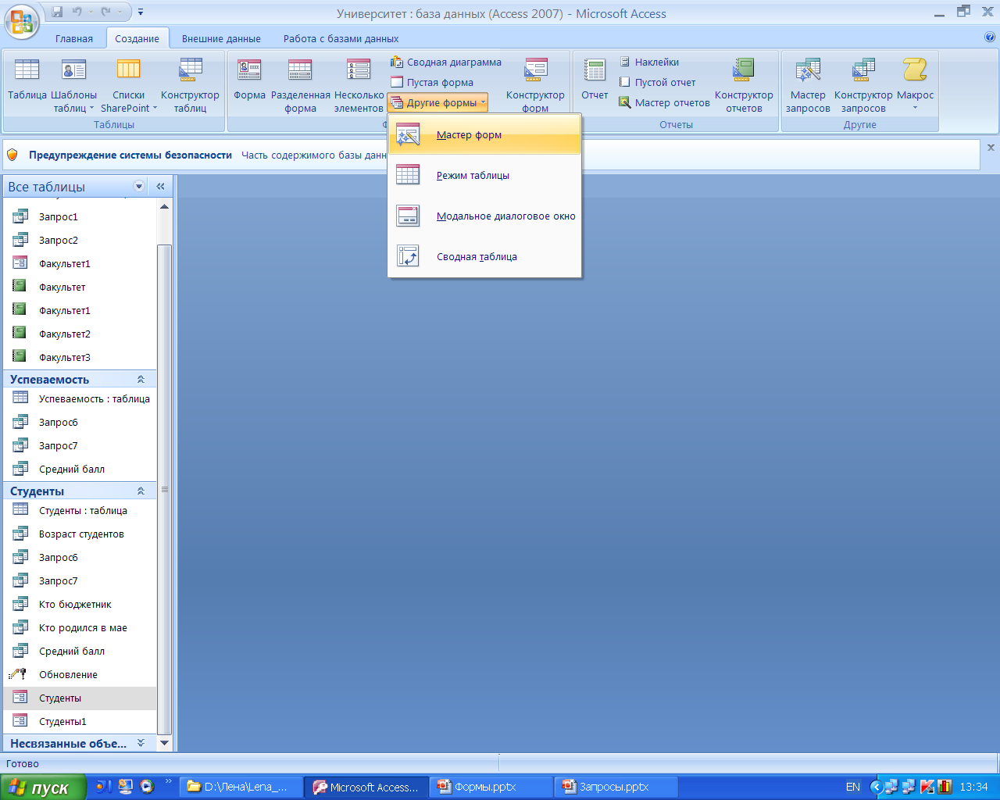 Университет : база данных (Access 2007) - Microsoft Access
Главная Создание Внешние данные Работа с базами данных
Таблица
Шаблоны таблиц
Списки SharePoint
Конструктор таблиц
Таблицы
Форма
Разделенная форма
Несколько элементов
Сводная диаграмма
Пустая форма
Другие формы
Конструктор форм
Отчет
Наклейки
Пустой отчет
Мастер отчетов
Конструктор отчетов
Отчеты
Мастер запросов
Конструктор запросов
Макрос
Другие
Мастер форм
Режим таблицы
Модальное диалоговое окно
Сводная таблица
Предупреждение системы безопасности Часть содержимого базы данн
Все таблицы
Запрос1
Запрос2
Факультет1
Факультет
Факультет1
Факультет2
Факультет3
Успеваемость
Успеваемость : таблица
Запрос6
Запрос7
Средний балл
Студенты
Студенты : таблица
Возраст студентов
Запрос6
Запрос7
Кто бюджетник
Кто родился в мае
Средний балл
Обновление
Студенты
Студенты1
Несвязанные объе...
Готово
пуск D:\Лена\Lena_... Microsoft Access... Формы.pptx Запросы.pptx EN 13:34